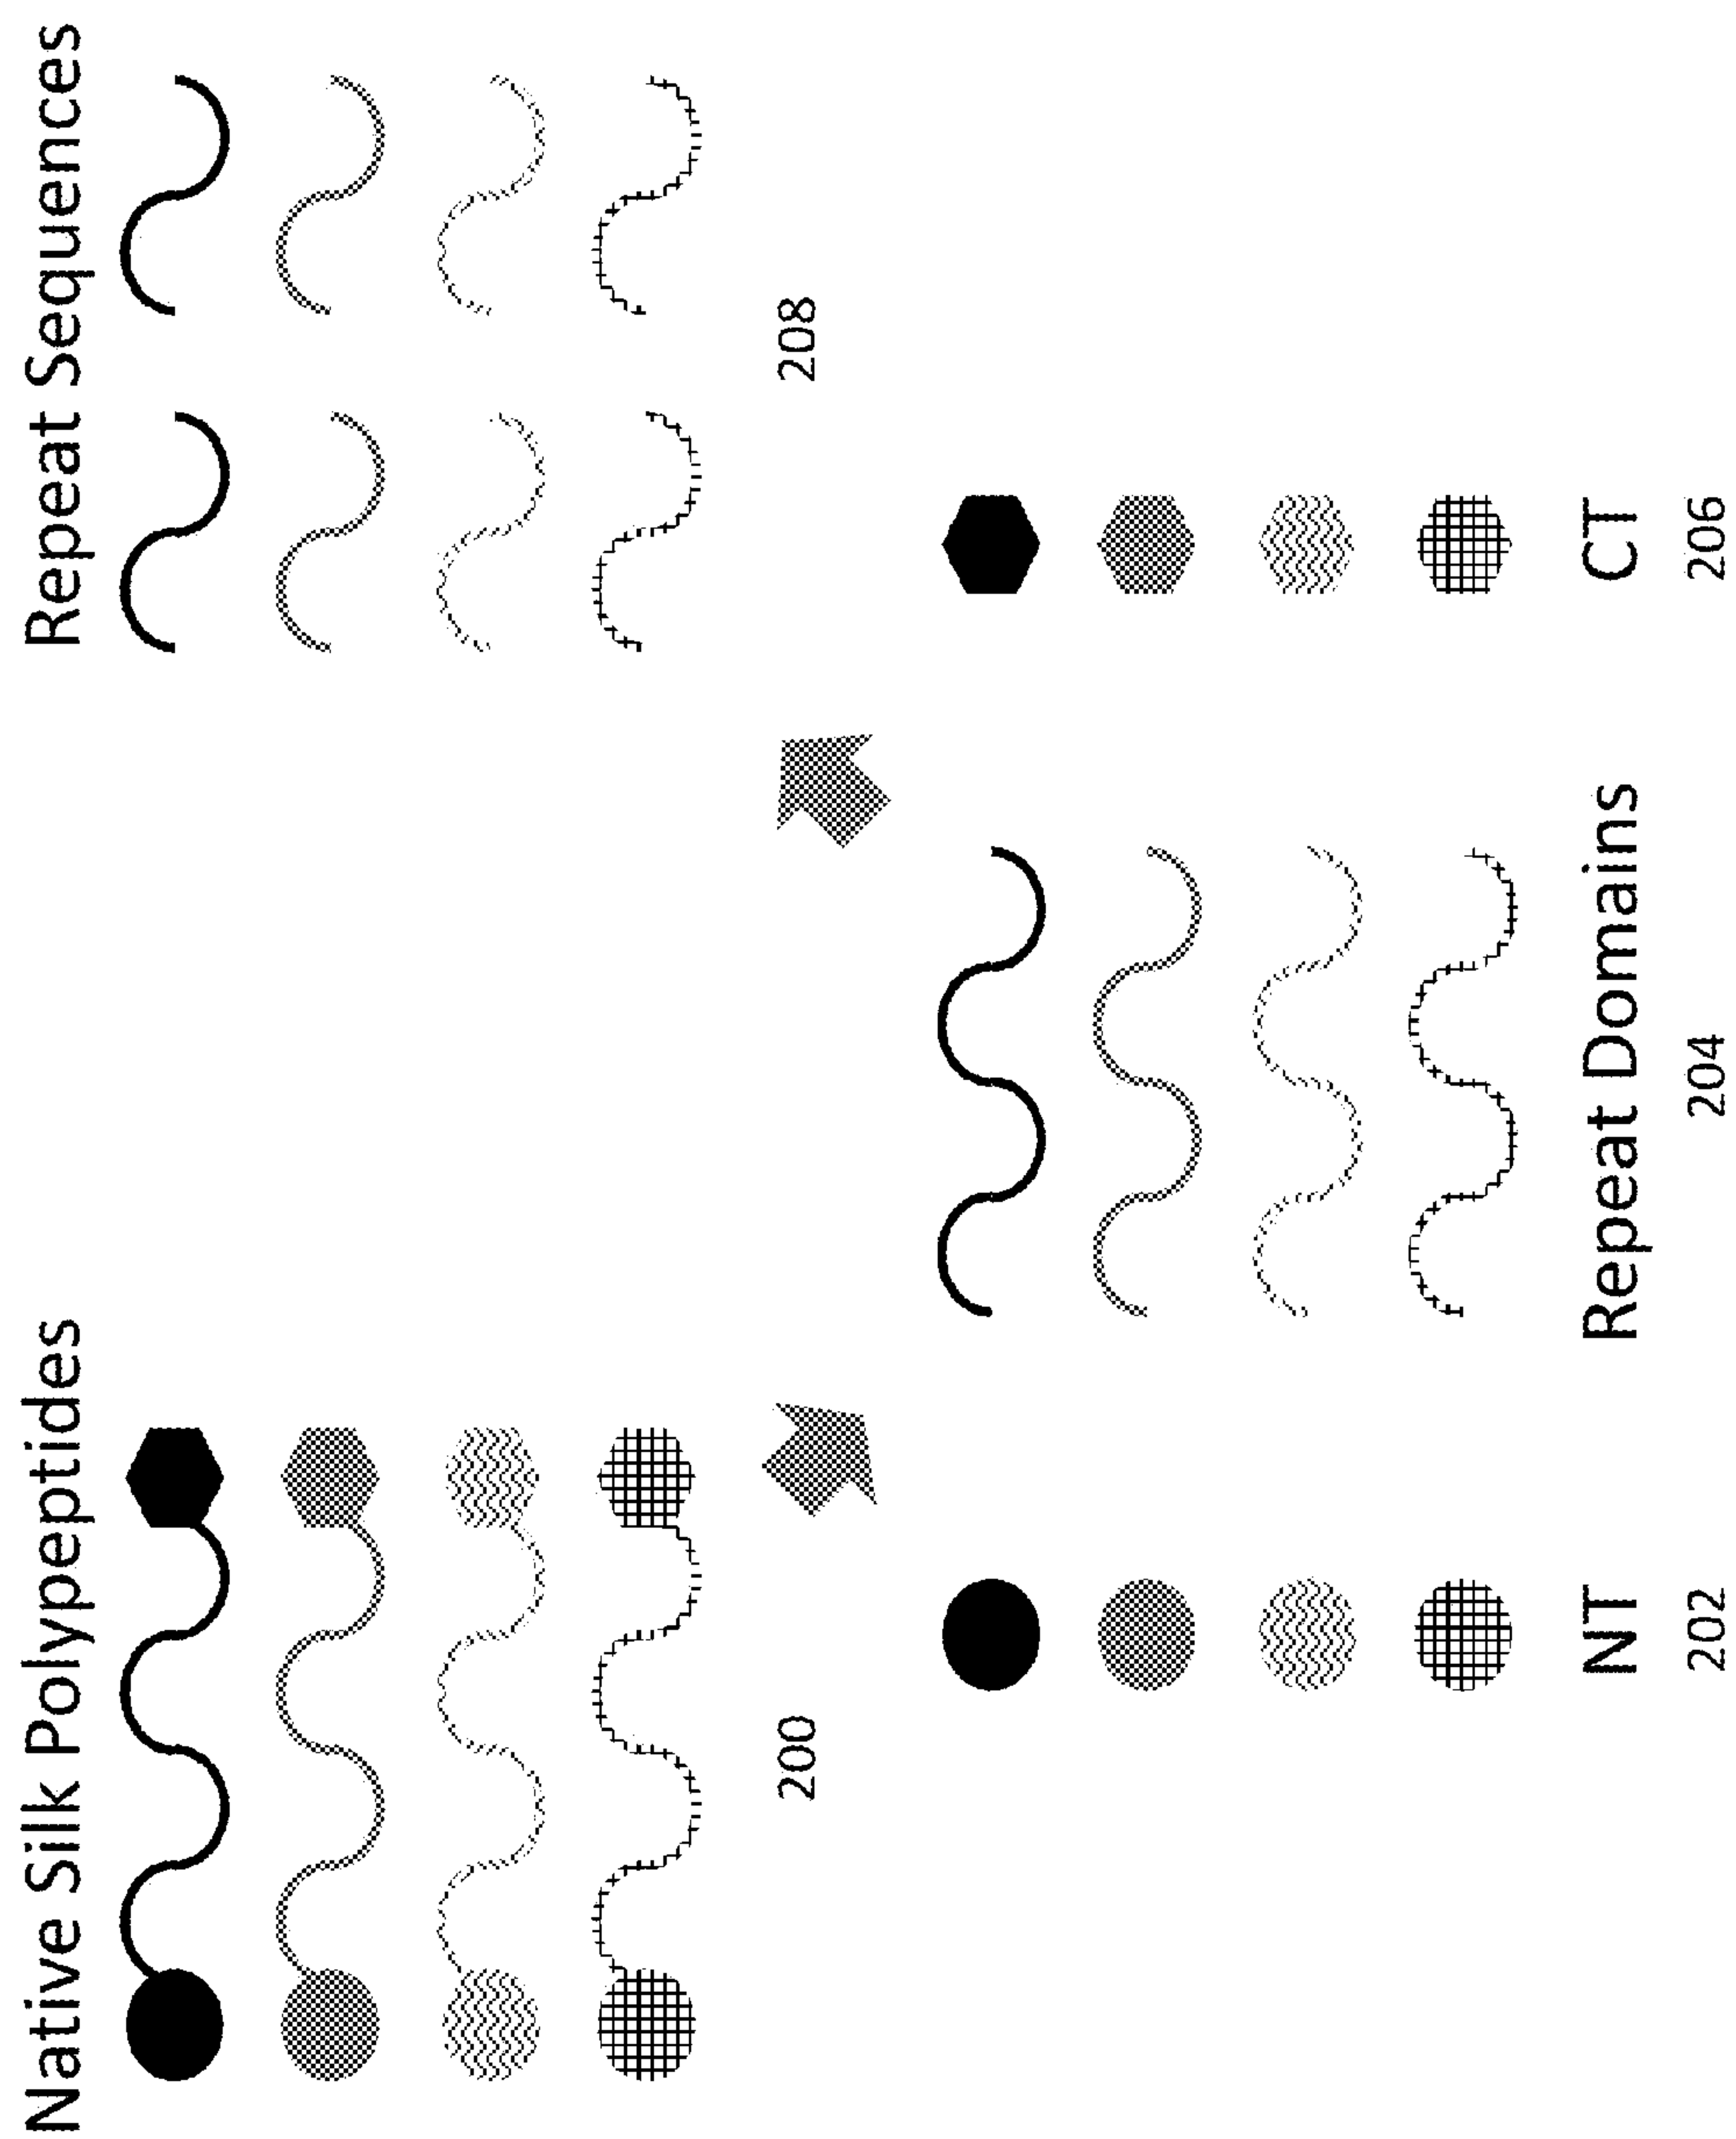 Native Silk Polypeptides
Repeat Sequences
200
208
NT
Repeat Domains
CT
202
204
206